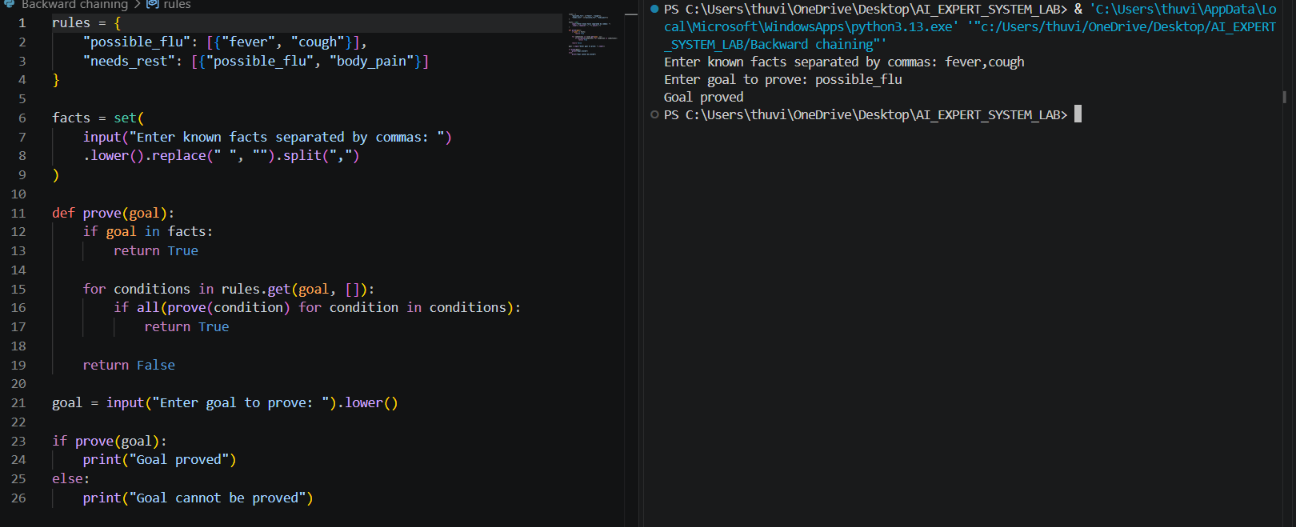 Backward chaining > rules
1 rules = {
2 "possible_flu": [{"fever", "cough"}],
3 "needs_rest": [{"possible_flu", "body_pain"}]
4 }
5
6 facts = set(
7 input("Enter known facts separated by commas: ")
8 .lower().replace(" ", "").split(",")
9 )
10
11 def prove(goal):
12 if goal in facts:
13 return True
14
15 for conditions in rules.get(goal, []):
16 if all(prove(condition) for condition in conditions):
17 return True
18
19 return False
20
21 goal = input("Enter goal to prove: ").lower()
22
23 if prove(goal):
24 print("Goal proved")
25 else:
26 print("Goal cannot be proved")
PS C:\Users\thuvi\OneDrive\Desktop\AI_EXPERT_SYSTEM_LAB> & 'C:\Users\thuvi\AppData\Lo
cal\Microsoft\WindowsApps\python3.13.exe' '"c:/Users/thuvi/OneDrive/Desktop/AI_EXPERT
_SYSTEM_LAB/Backward chaining"'
Enter known facts separated by commas: fever,cough
Enter goal to prove: possible_flu
Goal proved
PS C:\Users\thuvi\OneDrive\Desktop\AI_EXPERT_SYSTEM_LAB>